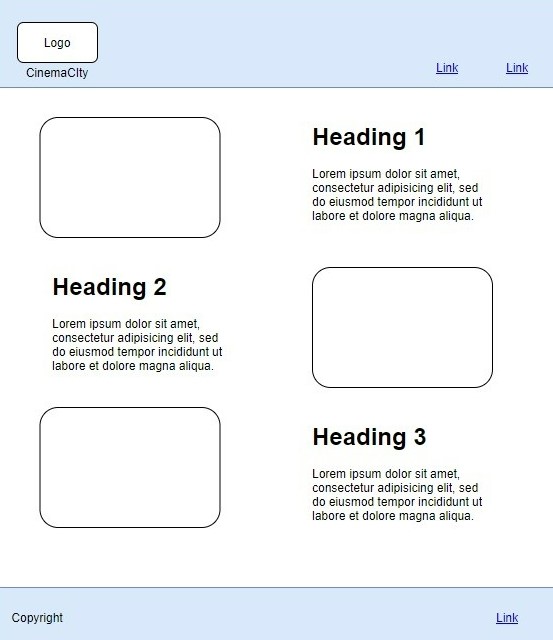 Logo
CinemaCIty
Link
Link
Heading 1
Lorem ipsum dolor sit amet,
consectetur adipisicing elit, sed
do eiusmod tempor incididunt ut
labore et dolore magna aliqua.
Heading 2
Lorem ipsum dolor sit amet,
consectetur adipisicing elit, sed
do eiusmod tempor incididunt ut
labore et dolore magna aliqua.
Heading 3
Lorem ipsum dolor sit amet,
consectetur adipisicing elit, sed
do eiusmod tempor incididunt ut
labore et dolore magna aliqua.
Copyright
Link